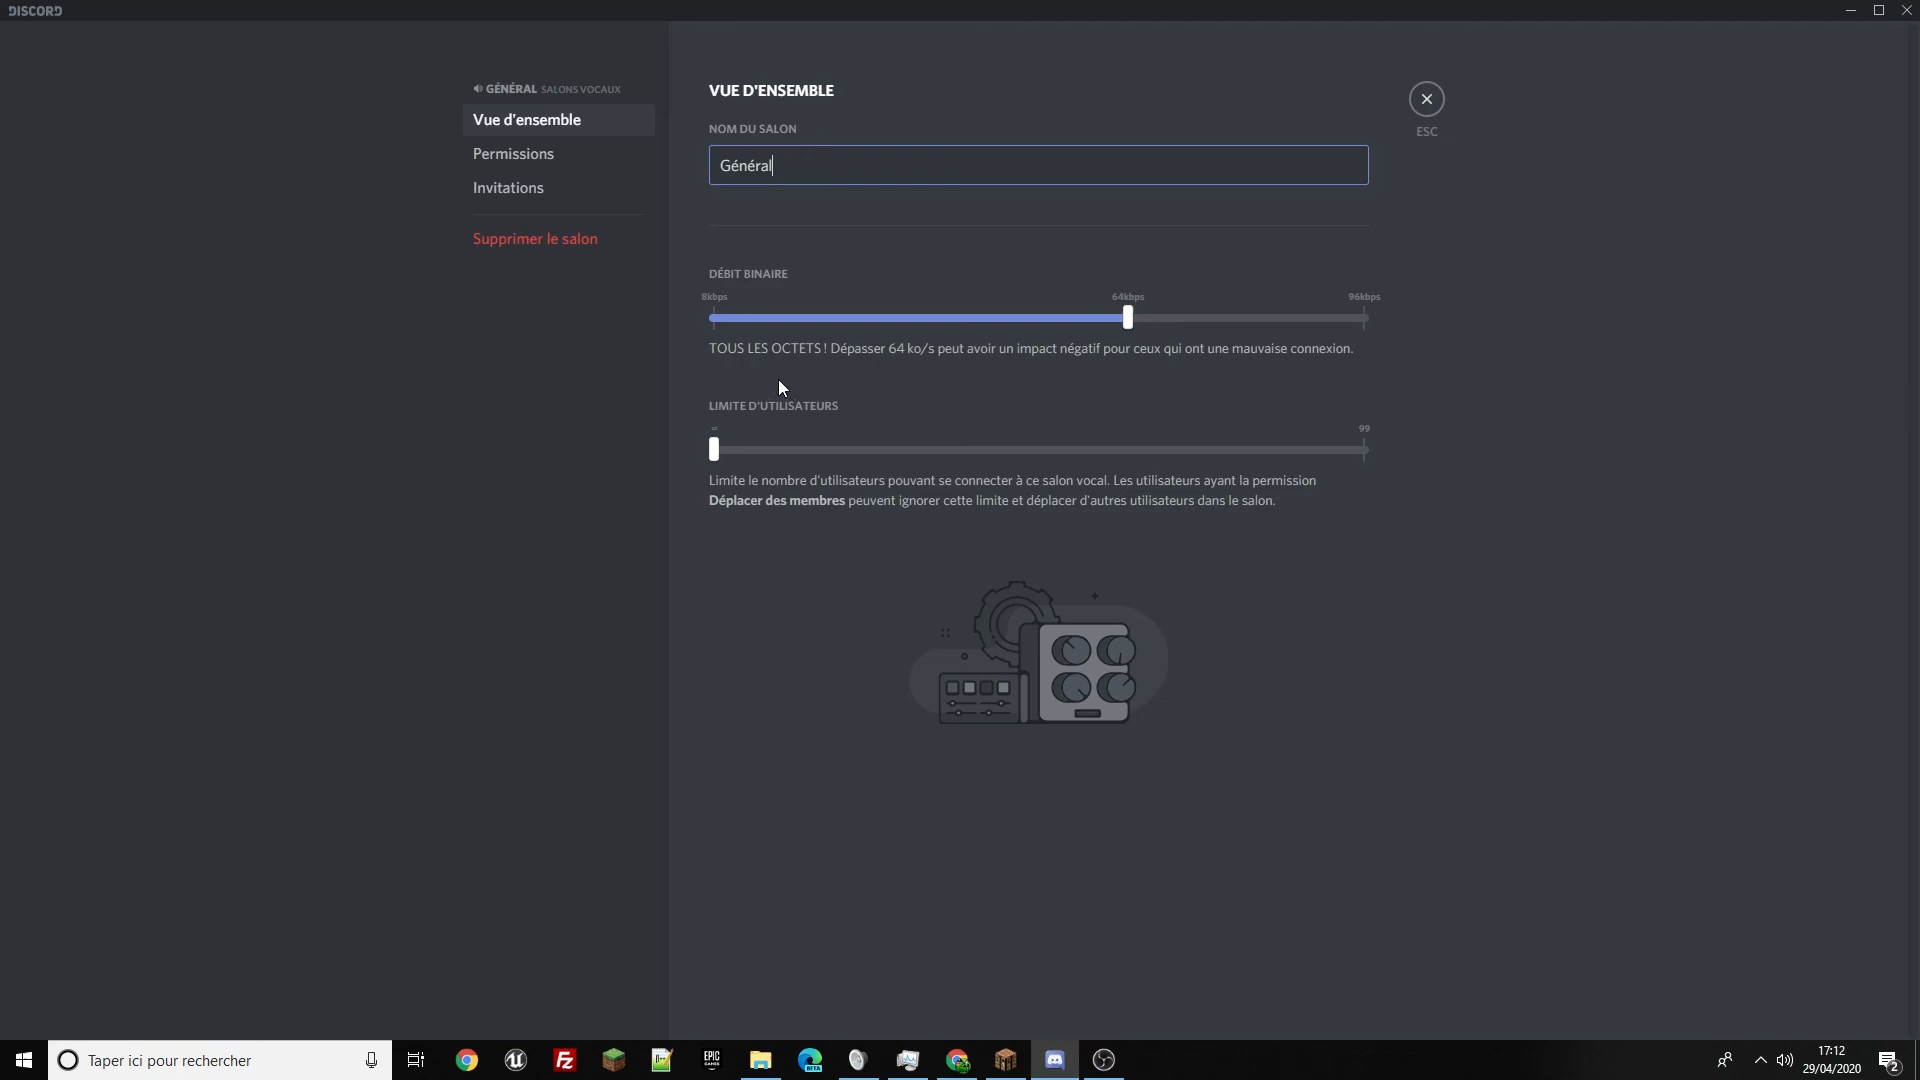 DISCORD
GÉNÉRAL SALONS VOCAUX
Vue d'ensemble
Permissions
Invitations
Supprimer le salon
VUE D'ENSEMBLE
NOM DU SALON
Général
ESC
DÉBIT BINAIRE
8kbps 64kbps 96kbps
TOUS LES OCTETS ! Dépasser 64 ko/s peut avoir un impact négatif pour ceux qui ont une mauvaise connexion.
LIMITE D'UTILISATEURS
∞ 99
Limite le nombre d'utilisateurs pouvant se connecter à ce salon vocal. Les utilisateurs ayant la permission
Déplacer des membres peuvent ignorer cette limite et déplacer d'autres utilisateurs dans le salon.
Taper ici pour rechercher
Fz
EPIC
GAMES
BETA
17:12
29/04/2020
2